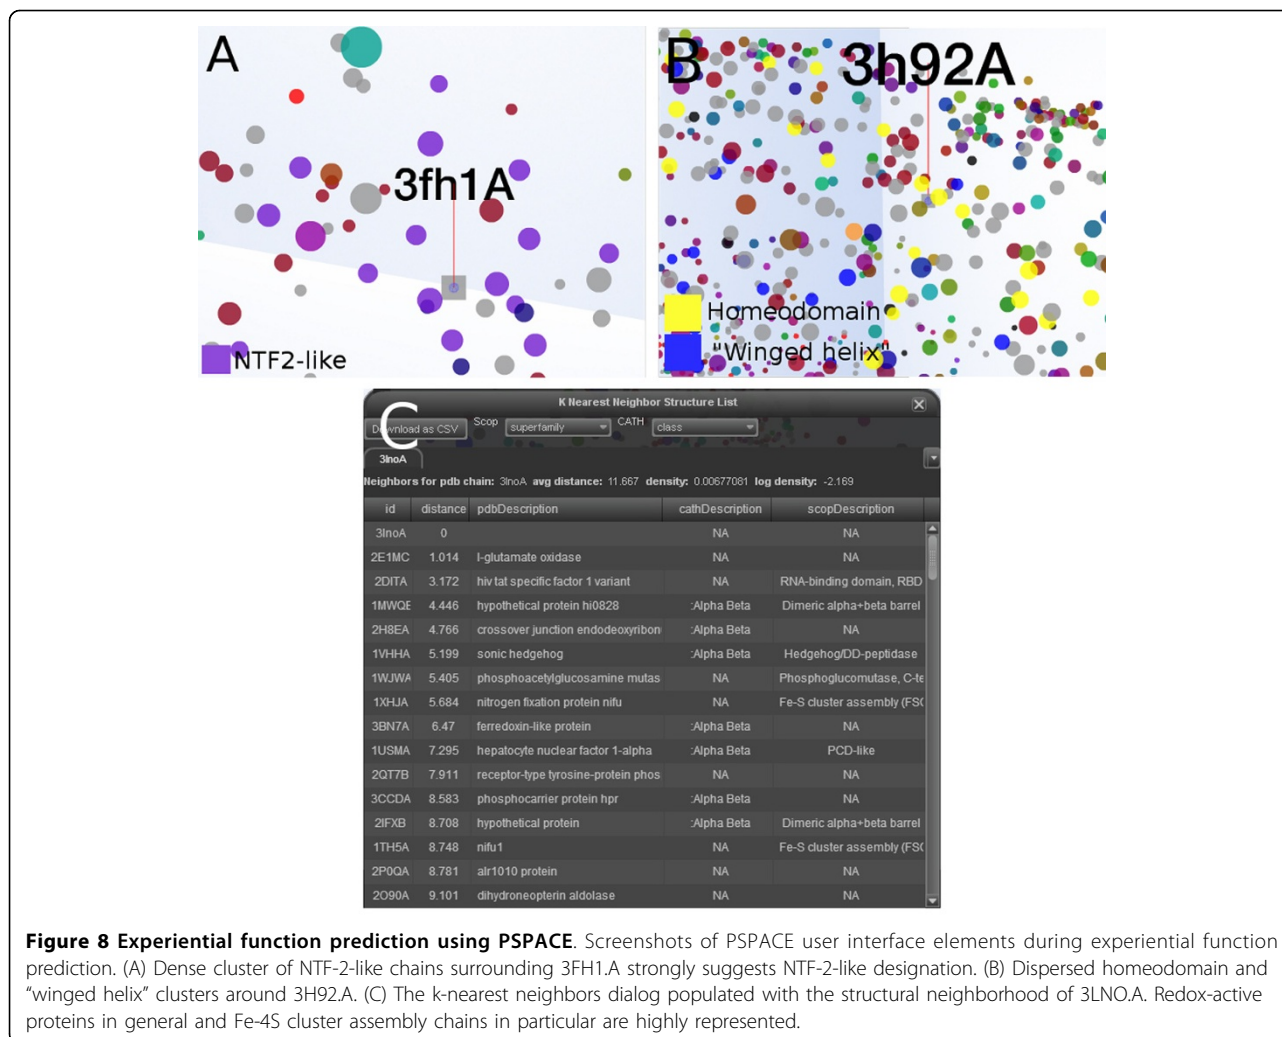 A
3fh1A
NTF2-like
B
3h92A
Homeodomain
"Winged helix"
C
K Nearest Neighbor Structure List
Download as CSV Scop superfamily CATH class
3lnoA
Neighbors for pdb chain: 3lnoA avg distance: 11.667 density: 0.00677081 log density: -2.169
id distance pdbDescription cathDescription scopDescription
3lnoA 0 NA NA
2E1MC 1.014 l-glutamate oxidase NA NA
2DITA 3.172 hiv tat specific factor 1 variant NA RNA-binding domain, RBD
1MWQE 4.446 hypothetical protein hi0828 :Alpha Beta Dimeric alpha+beta barrel
2H8EA 4.766 crossover junction endodeoxyribon :Alpha Beta NA
1VHHA 5.199 sonic hedgehog :Alpha Beta Hedgehog/DD-peptidase
1WJWA 5.405 phosphoacetylglucosamine mutas NA Phosphoglucomutase, C-te
1XHJA 5.684 nitrogen fixation protein nifu NA Fe-S cluster assembly (FSC
3BN7A 6.47 ferredoxin-like protein :Alpha Beta NA
1USMA 7.295 hepatocyte nuclear factor 1-alpha :Alpha Beta PCD-like
2QT7B 7.911 receptor-type tyrosine-protein phos NA NA
3CCDA 8.583 phosphocarrier protein hpr :Alpha Beta NA
2IFXB 8.708 hypothetical protein :Alpha Beta Dimeric alpha+beta barrel
1TH5A 8.748 nifu1 NA Fe-S cluster assembly (FSC
2P0QA 8.781 alr1010 protein NA NA
2O90A 9.101 dihydroneopterin aldolase NA NA
Figure 8 Experiential function prediction using PSPACE. Screenshots of PSPACE user interface elements during experiential function
prediction. (A) Dense cluster of NTF-2-like chains surrounding 3FH1.A strongly suggests NTF-2-like designation. (B) Dispersed homeodomain and
"winged helix" clusters around 3H92.A. (C) The k-nearest neighbors dialog populated with the structural neighborhood of 3LNO.A. Redox-active
proteins in general and Fe-4S cluster assembly chains in particular are highly represented.